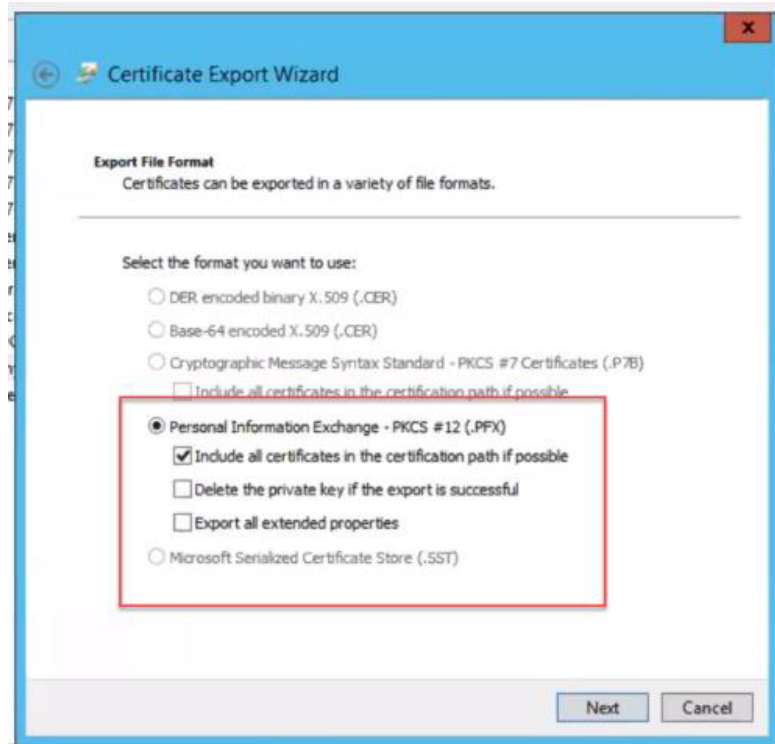 x
Certificate Export Wizard
Export File Format
Certificates can be exported in a variety of file formats.
Select the format you want to use:
DER encoded binary X.509 (.CER)
Base-64 encoded X.509 (.CER)
Cryptographic Message Syntax Standard - PKCS #7 Certificates (.P7B)
Include all certificates in the certification path if possible
Personal Information Exchange - PKCS #12 (.PFX)
Include all certificates in the certification path if possible
Delete the private key if the export is successful
Export all extended properties
Microsoft Serialized Certificate Store (.SST)
Next Cancel